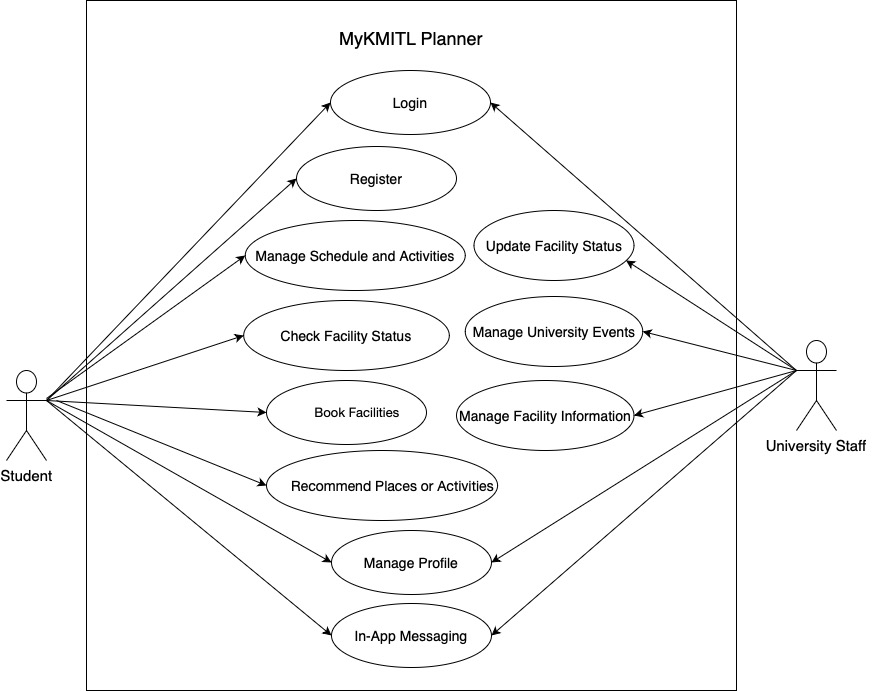 MyKMITL Planner
Login
Register
Manage Schedule and Activities
Update Facility Status
Check Facility Status
Manage University Events
Book Facilities
Manage Facility Information
Recommend Places or Activities
Manage Profile
In-App Messaging
Student
University Staff